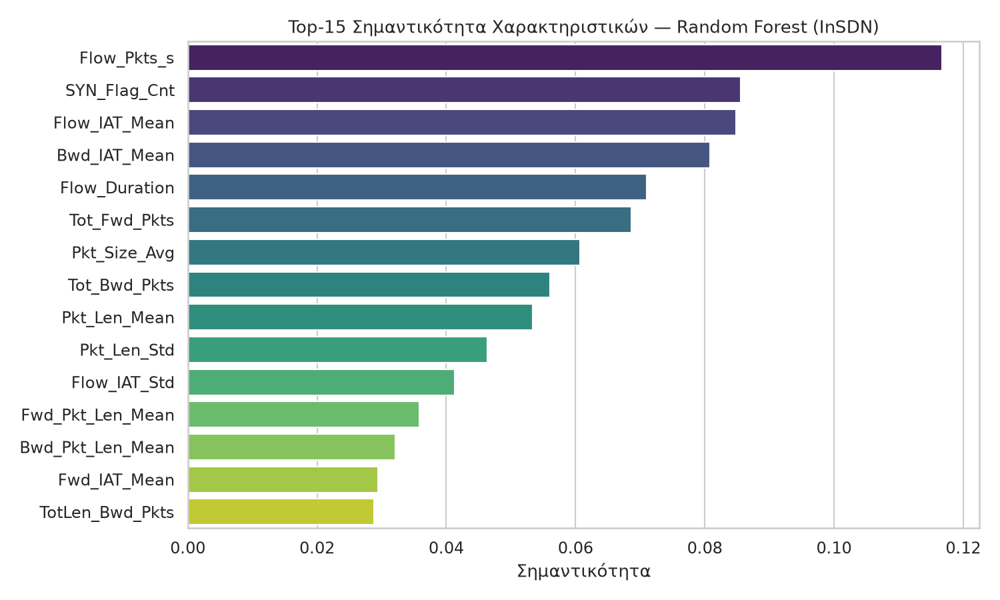 Top-15 Σημαντικότητα Χαρακτηριστικών — Random Forest (InSDN)
Flow_Pkts_s
SYN_Flag_Cnt
Flow_IAT_Mean
Bwd_IAT_Mean
Flow_Duration
Tot_Fwd_Pkts
Pkt_Size_Avg
Tot_Bwd_Pkts
Pkt_Len_Mean
Pkt_Len_Std
Flow_IAT_Std
Fwd_Pkt_Len_Mean
Bwd_Pkt_Len_Mean
Fwd_IAT_Mean
TotLen_Bwd_Pkts
0.00 0.02 0.04 0.06 0.08 0.10 0.12
Σημαντικότητα